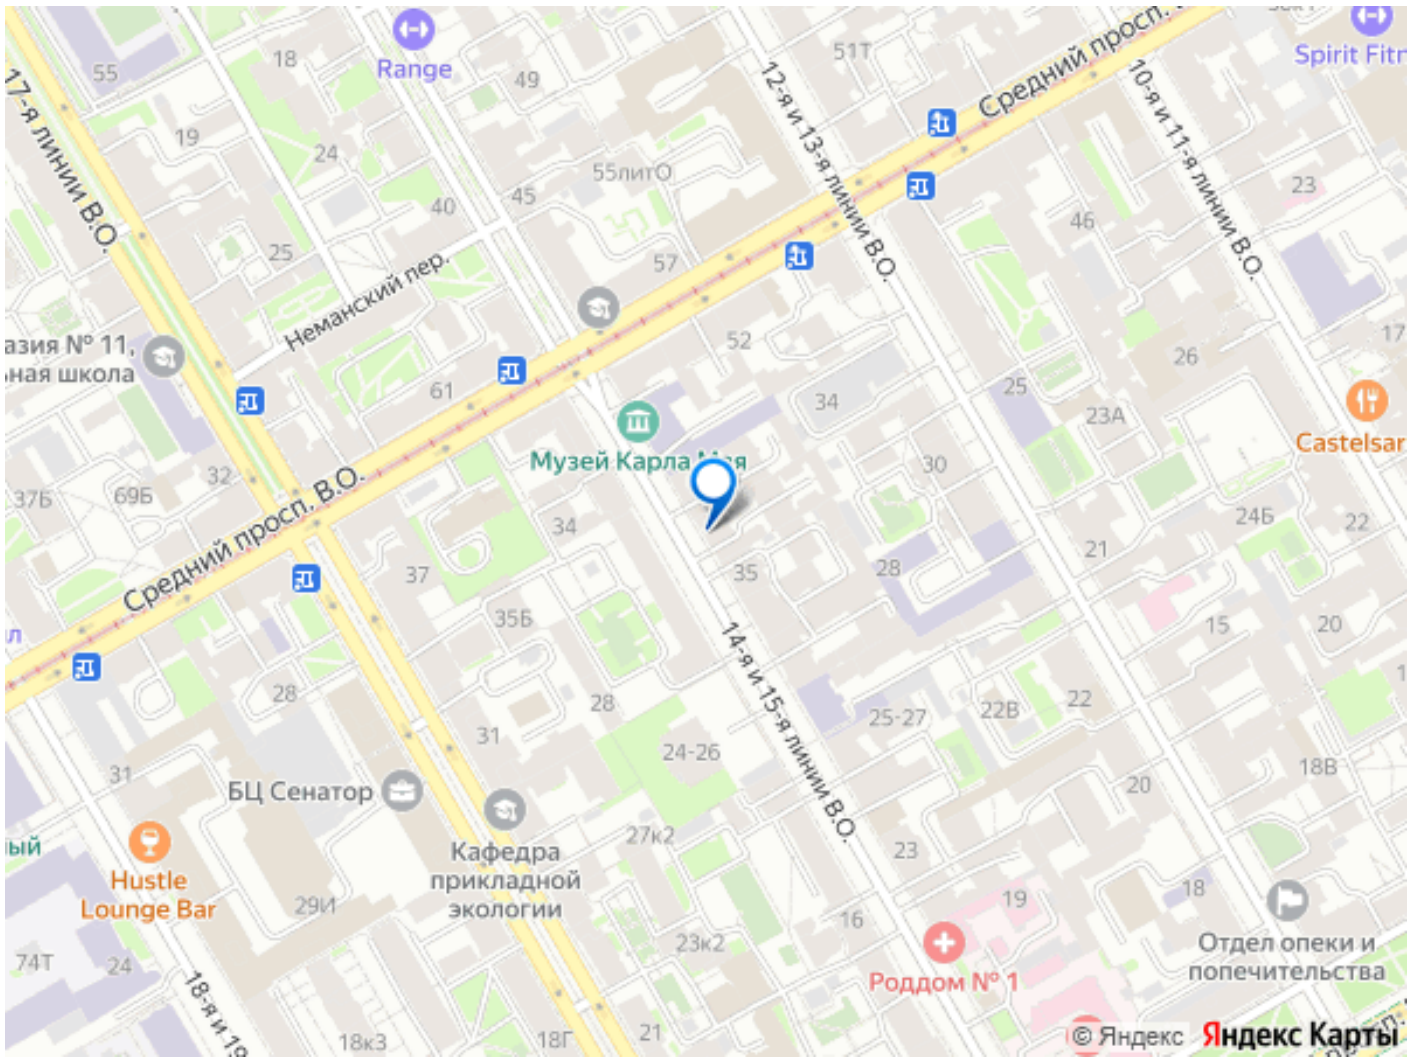 55
18
Range
49
51Т
Средний просп.
Spirit Fitn
17-я линии В.О.
19
24
12-я и 13-я линии В.О.
10-я и 11-я линии В.О.
55литО
45
40
23
46
25
57
Неманский пер.
азия № 11,
ьная школа
52
61
17
26
25
34
23А
Castelsar
Музей Карла Мая
30
32
69Б
37Б
Средний просп. В.О.
34
24Б
22
21
37
35
28
35Б
15
20
л
14-я и 15-я линии В.О.
28
28
22В
22
25-27
31
24-26
18В
31
БЦ Сенатор
20
27к2
23
ый
Кафедра
прикладной
экологии
Hustle
Lounge Bar
29И
18
19
16
23к2
Отдел опеки и
попечительства
74Т
24
Роддом № 1
18-я и 19
18к3
18Г
21
© Яндекс Яндекс Карты